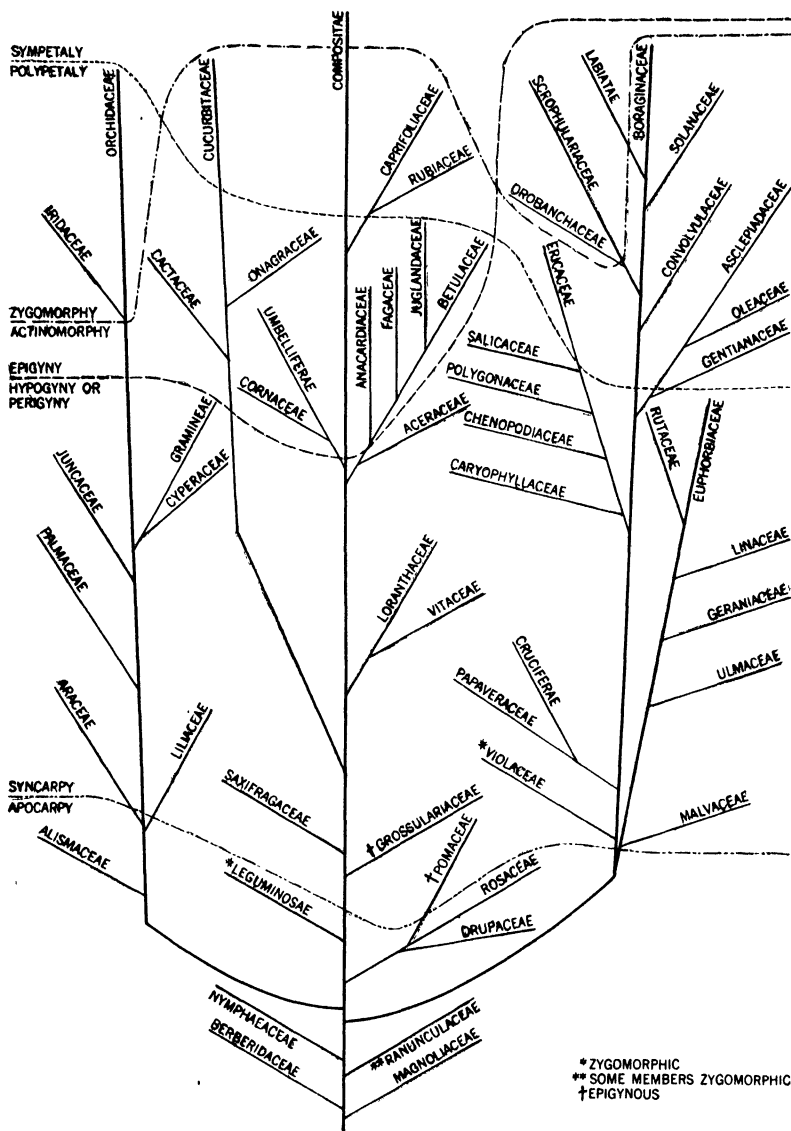 SYMPETALY
POLYPETALY
ORCHIDACEAE
CUCURBITACEAE
COMPOSITAE
CAPRIFOLIACEAE
RUBIACEAE
SCROPHULARIACEAE
LABIATAE
BORAGINACEAE
SOLANACEAE
IRIDACEAE
CACTACEAE
ONAGRACEAE
OROBANCHACEAE
ERICACEAE
CONVOLVULACEAE
ASCLEPIADACEAE
ZYGOMORPHY
ACTINOMORPHY
UMBELLIFERAE
ANACARDIACEAE
FAGACEAE
JUGLANDACEAE
BETULACEAE
OLEACEAE
GENTIANACEAE
EPIGYNY
HYPOGYNY OR
PERIGYNY
CORNACEAE
ACERACEAE
SALICACEAE
POLYGONACEAE
CHENOPODIACEAE
CARYOPHYLLACEAE
RUTACEAE
EUPHORBIACEAE
JUNCACEAE
GRAMINEAE
CYPERACEAE
PALMACEAE
LORANTHACEAE
VITACEAE
LINACEAE
GERANIACEAE
ULMACEAE
ARACEAE
LILIACEAE
CRUCIFERAE
PAPAVERACEAE
*VIOLACEAE
SYNCARPY
APOCARPY
SAXIFRAGACEAE
†GROSSULARIACEAE
MALVACEAE
ALISMACEAE
*LEGUMINOSAE
†POMACEAE
ROSACEAE
DRUPACEAE
NYMPHAEACEAE
BERBERIDACEAE
**RANUNCULACEAE
MAGNOLIACEAE
*ZYGOMORPHIC
**SOME MEMBERS ZYGOMORPHIC
†EPIGYNOUS